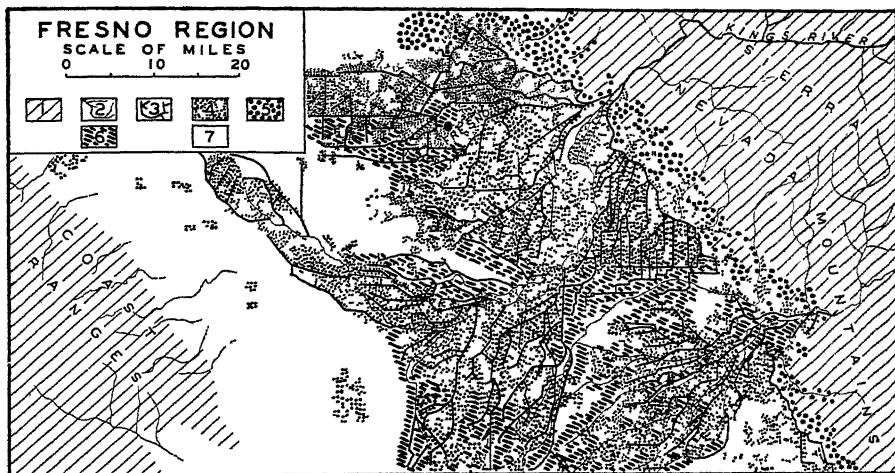 FRESNO REGION
SCALE OF MILES
0 10 20
1 2 3 4 5
6 7
KINGS RIVER
SIERRA
NEVADA MOUNTAINS
COAST
RANGES